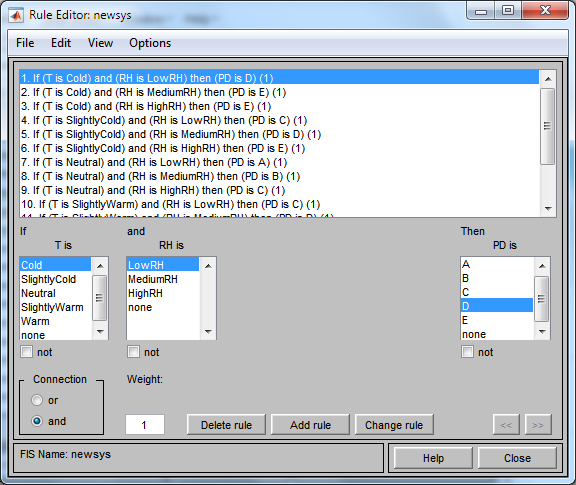 Rule Editor: newsys
File Edit View Options
1. If (T is Cold) and (RH is LowRH) then (PD is D) (1)
2. If (T is Cold) and (RH is MediumRH) then (PD is E) (1)
3. If (T is Cold) and (RH is HighRH) then (PD is E) (1)
4. If (T is SlightlyCold) and (RH is LowRH) then (PD is C) (1)
5. If (T is SlightlyCold) and (RH is MediumRH) then (PD is D) (1)
6. If (T is SlightlyCold) and (RH is HighRH) then (PD is E) (1)
7. If (T is Neutral) and (RH is LowRH) then (PD is A) (1)
8. If (T is Neutral) and (RH is MediumRH) then (PD is B) (1)
9. If (T is Neutral) and (RH is HighRH) then (PD is C) (1)
10. If (T is SlightlyWarm) and (RH is LowRH) then (PD is C) (1)
11. If (T is SlightlyWarm) and (RH is MediumRH) then (PD is D) (1)
If and Then
T is RH is PD is
Cold LowRH A
SlightlyCold MediumRH B
Neutral HighRH C
SlightlyWarm none D
Warm E
none none
not not not
Connection Weight:
or
and 1 Delete rule Add rule Change rule << >>
FIS Name: newsys Help Close